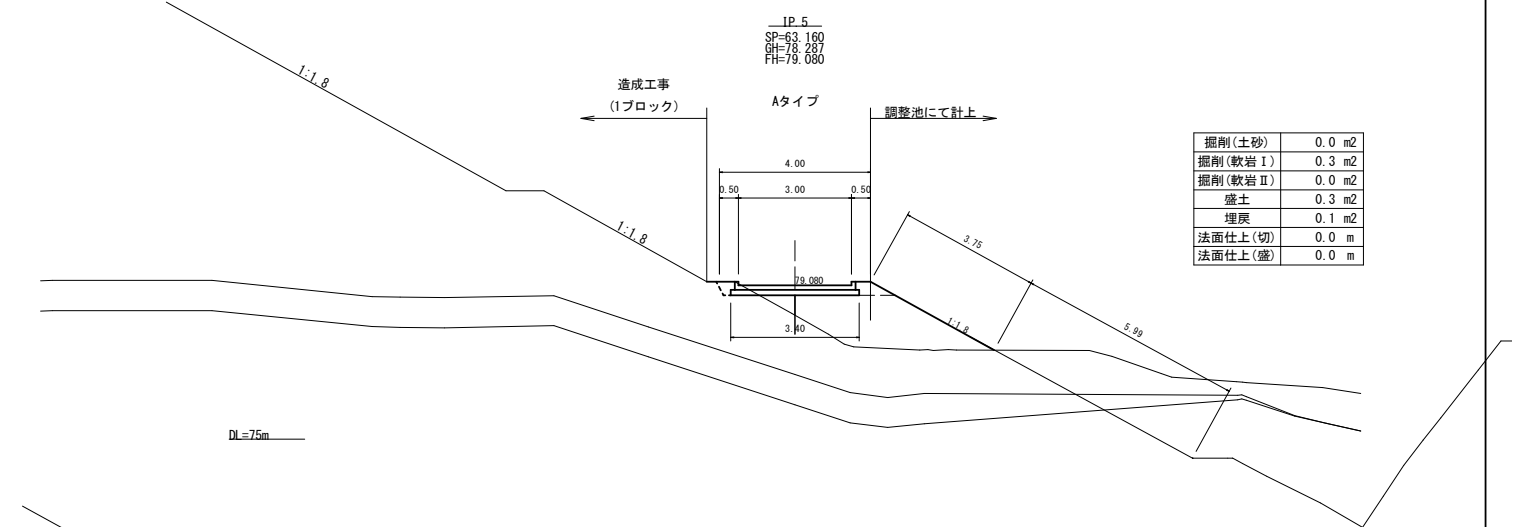 IP.5
SP=63.160
GH=78.287
FH=79.080
1:1.8
造成工事
(1ブロック)
Aタイプ
調整池にて計上
掘削(土砂) 0.0 m2
掘削(軟岩Ⅰ) 0.3 m2
掘削(軟岩Ⅱ) 0.0 m2
盛土 0.3 m2
埋戻 0.1 m2
法面仕上(切) 0.0 m
法面仕上(盛) 0.0 m
4.00
0.50 3.00 0.50
1:1.8
3.75
79.080
1:1.8
5.99
3.40
DL=75m